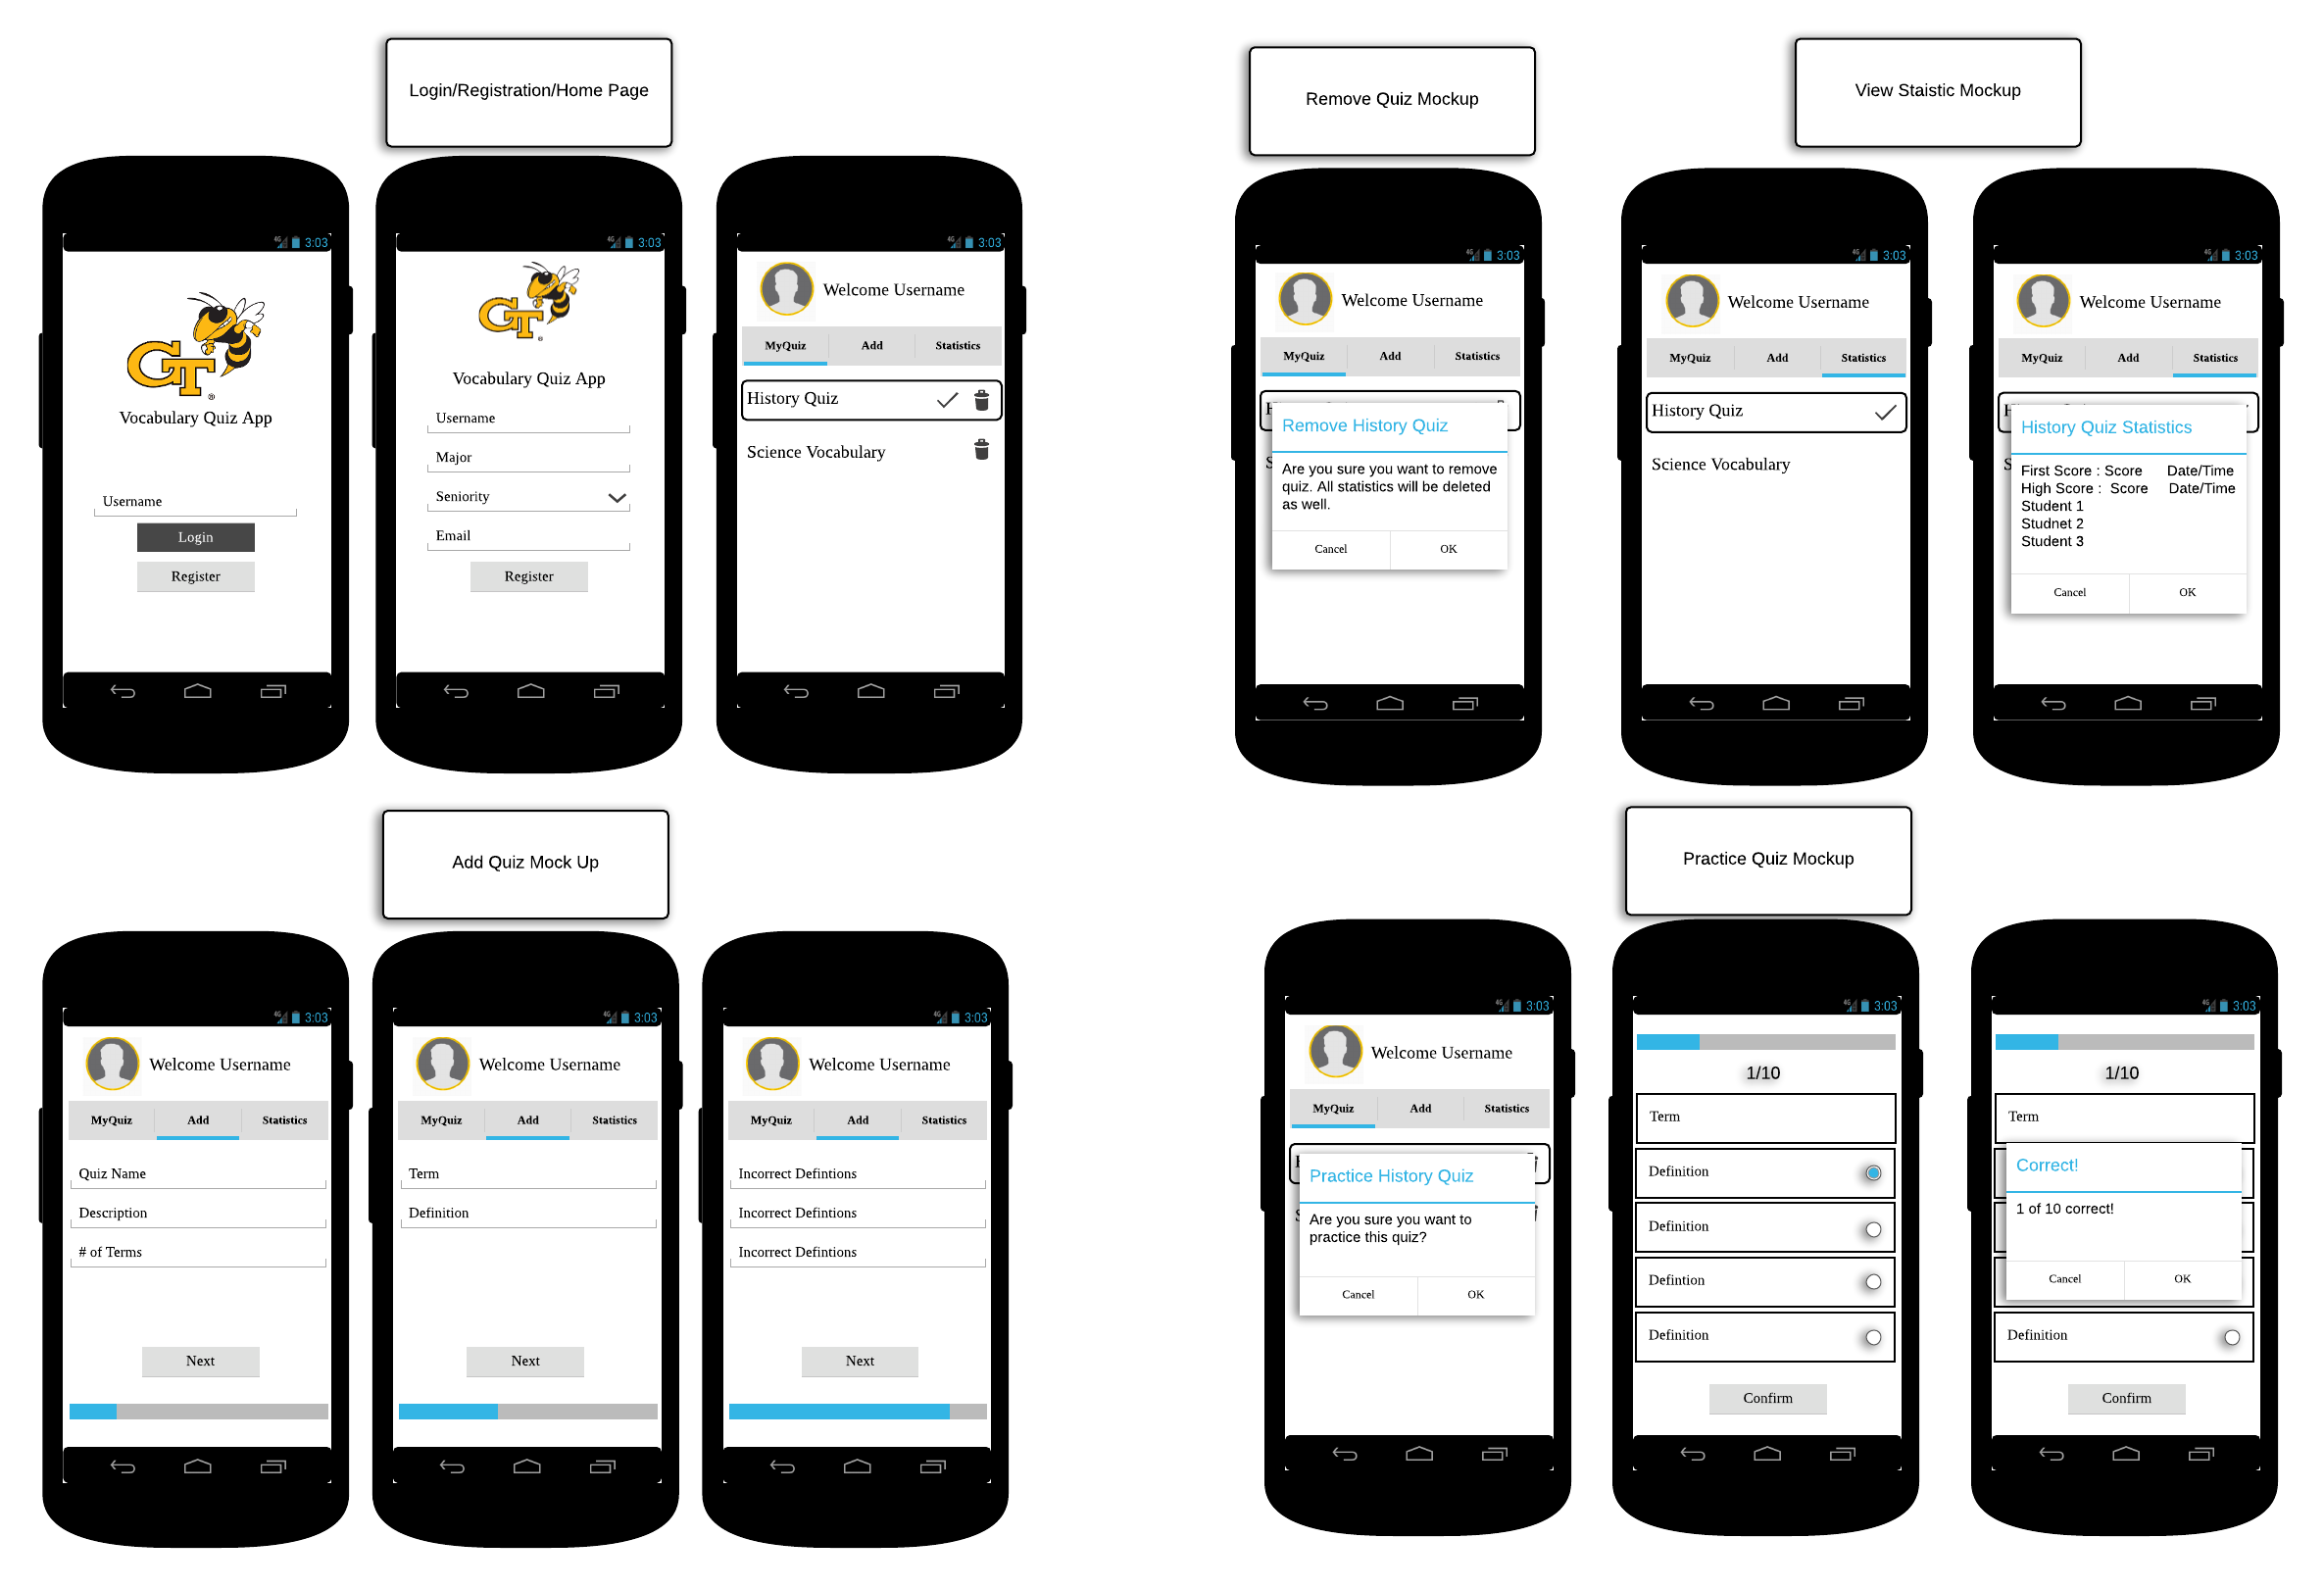 Login/Registration/Home Page
3:03
GT
®
Vocabulary Quiz App
Username
Login
Register
3:03
GT
®
Vocabulary Quiz App
Username
Major
Seniority
Email
Register
3:03
Welcome Username
MyQuiz Add Statistics
History Quiz
Science Vocabulary
Remove Quiz Mockup
3:03
Welcome Username
MyQuiz Add Statistics
Remove History Quiz
Are you sure you want to remove
quiz. All statistics will be deleted
as well.
Cancel OK
View Staistic Mockup
3:03
Welcome Username
MyQuiz Add Statistics
History Quiz
Science Vocabulary
3:03
Welcome Username
MyQuiz Add Statistics
History Quiz Statistics
First Score : Score Date/Time
High Score : Score Date/Time
Student 1
Studnet 2
Student 3
Cancel OK
Add Quiz Mock Up
3:03
Welcome Username
MyQuiz Add Statistics
Quiz Name
Description
# of Terms
Next
3:03
Welcome Username
MyQuiz Add Statistics
Term
Definition
Next
3:03
Welcome Username
MyQuiz Add Statistics
Incorrect Defintions
Incorrect Defintions
Incorrect Defintions
Next
Practice Quiz Mockup
3:03
Welcome Username
MyQuiz Add Statistics
Practice History Quiz
Are you sure you want to
practice this quiz?
Cancel OK
3:03
1/10
Term
Definition
Definition
Defintion
Definition
Confirm
3:03
1/10
Term
Correct!
1 of 10 correct!
Cancel OK
Definition
Confirm